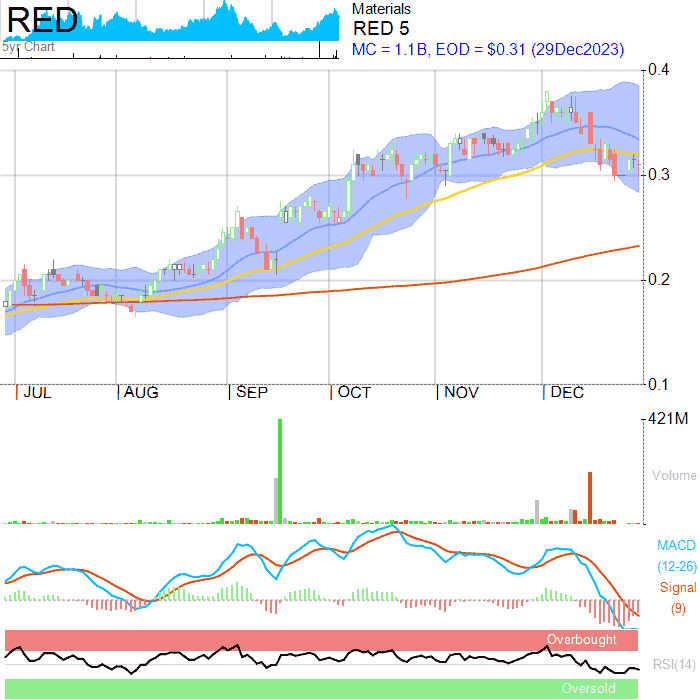 RED
5yr Chart
Materials
RED 5
MC = 1.1B, EOD = $0.31 (29Dec2023)
0.4
0.3
0.2
0.1
JUL AUG SEP OCT NOV DEC
421M
Volume
MACD
(12-26)
Signal
(9)
Overbought
RSI(14)
Oversold